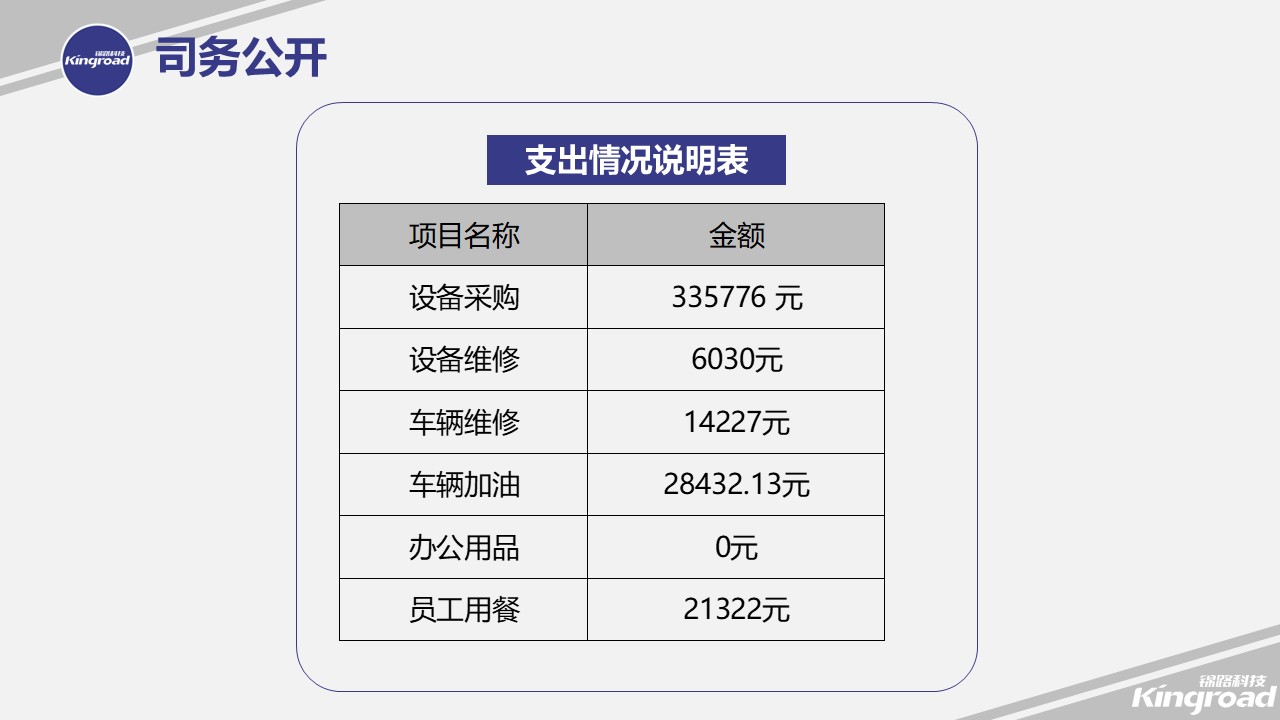 锦路科技
Kingroad
司务公开
支出情况说明表
项目名称 金额
设备采购 335776 元
设备维修 6030元
车辆维修 14227元
车辆加油 28432.13元
办公用品 0元
员工用餐 21322元
锦路科技
Kingroad